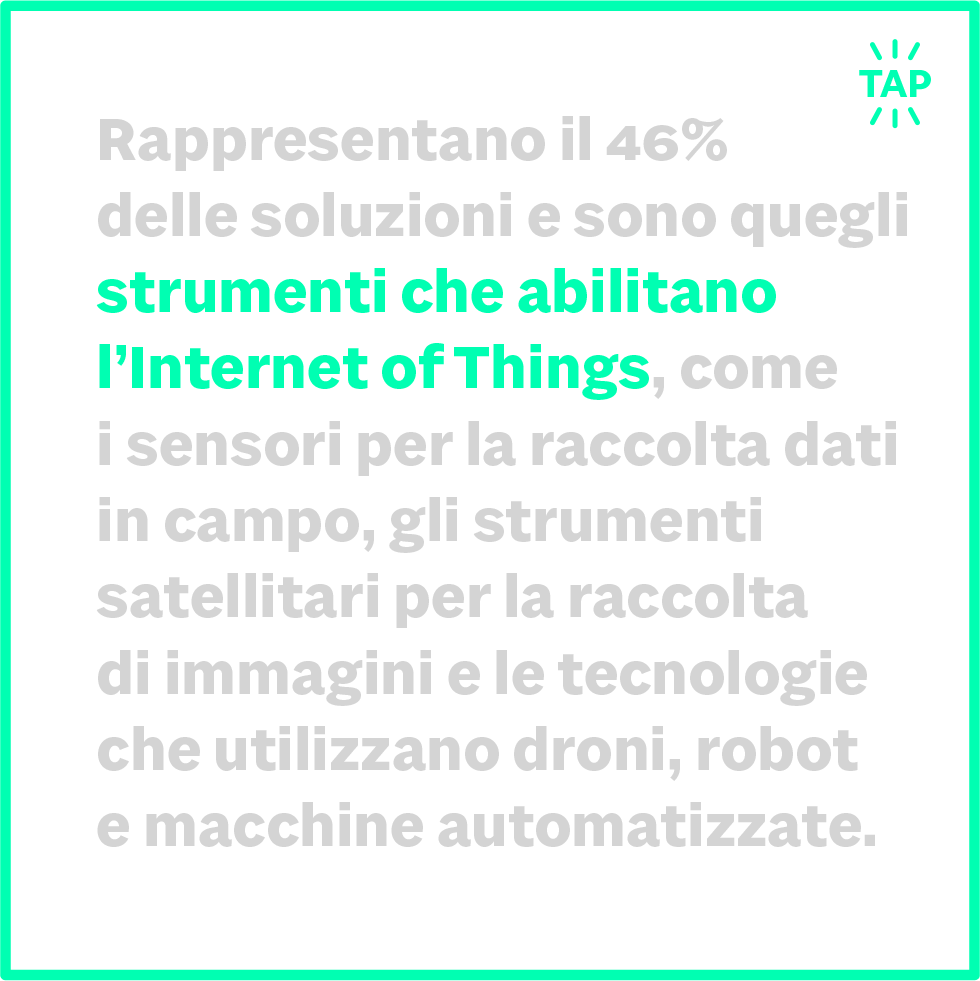 TAP
Rappresentano il 46%
delle soluzioni e sono quegli
strumenti che abilitano
l’Internet of Things, come
i sensori per la raccolta dati
in campo, gli strumenti
satellitari per la raccolta
di immagini e le tecnologie
che utilizzano droni, robot
e macchine automatizzate.